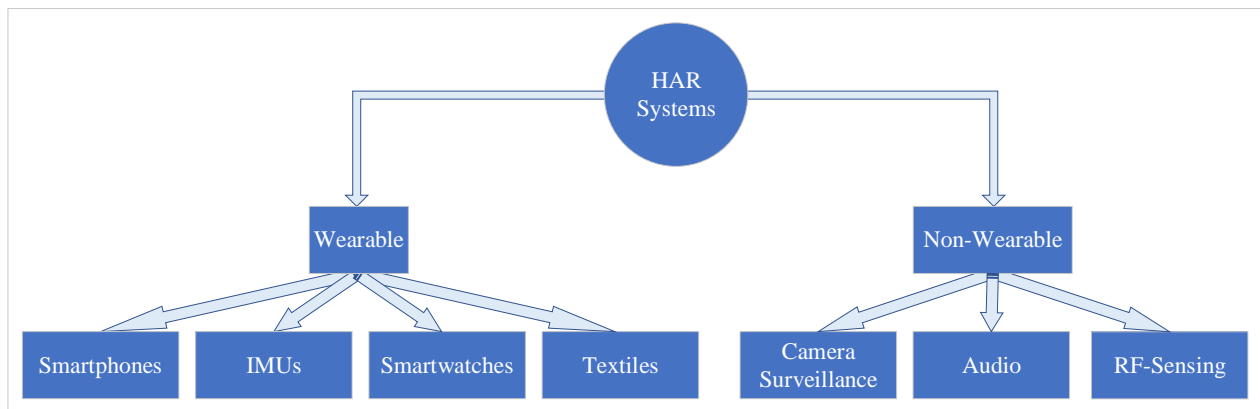 HAR
Systems
Wearable
Non-Wearable
Smartphones
IMUs
Smartwatches
Textiles
Camera
Surveillance
Audio
RF-Sensing